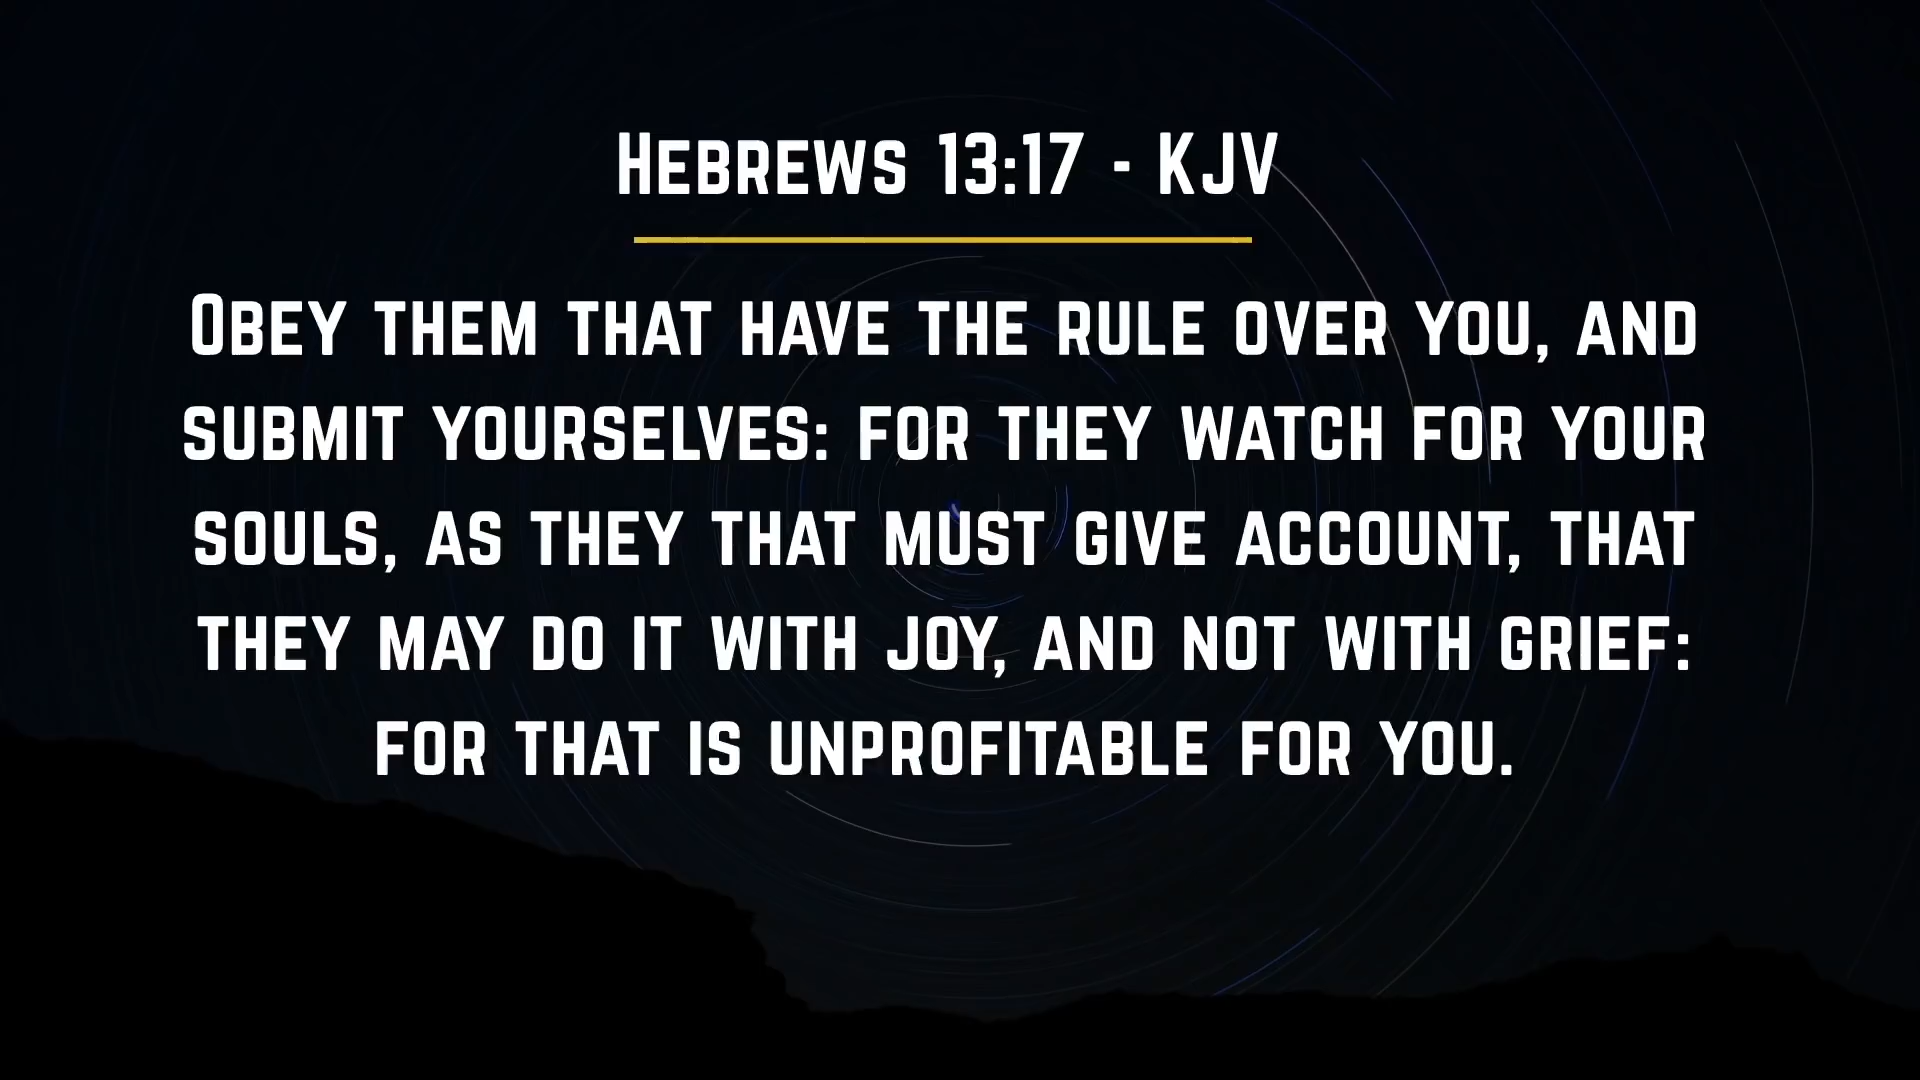 Hebrews 13:17 - KJV
Obey them that have the rule over you, and
submit yourselves: for they watch for your
souls, as they that must give account, that
they may do it with joy, and not with grief:
for that is unprofitable for you.